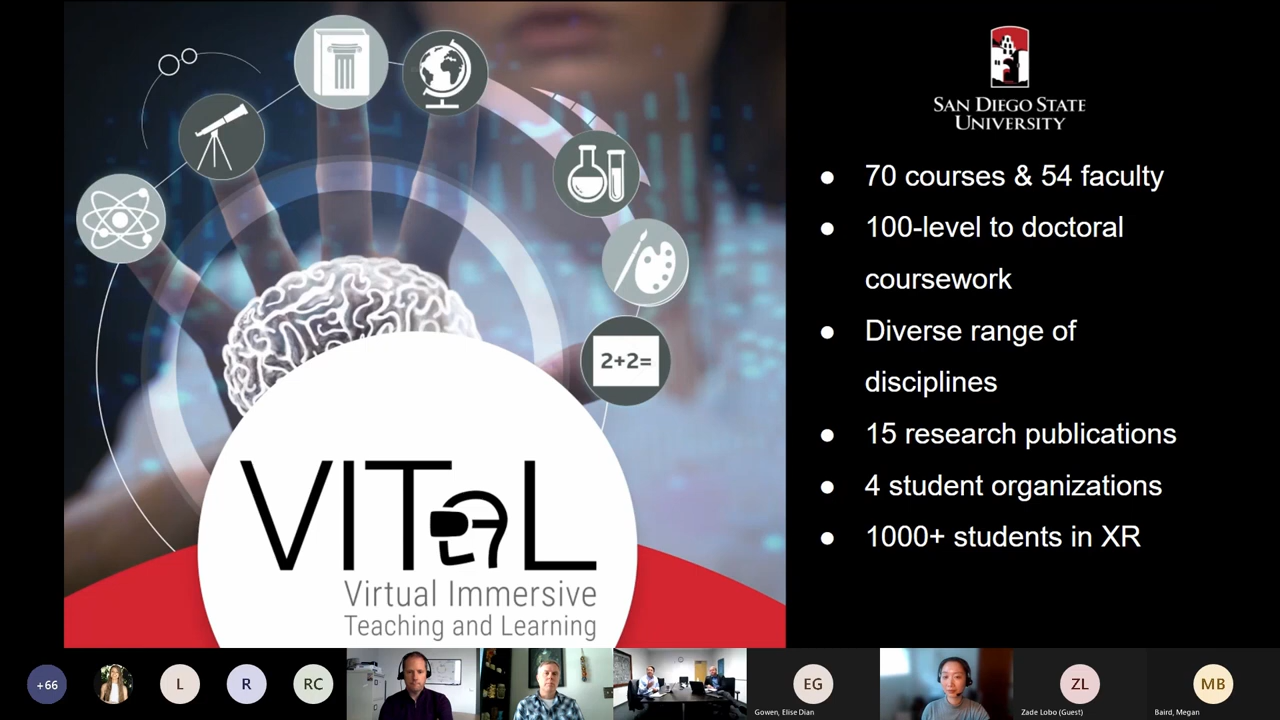 SAN DIEGO STATE
UNIVERSITY
● 70 courses & 54 faculty
● 100-level to doctoral
coursework
● Diverse range of
disciplines
● 15 research publications
● 4 student organizations
● 1000+ students in XR
2+2=
VITaL
Virtual Immersive
Teaching and Learning
+66
L
R
RC
EG
Gowen, Elise Dian
ZL
Zade Lobo (Guest)
MB
Baird, Megan